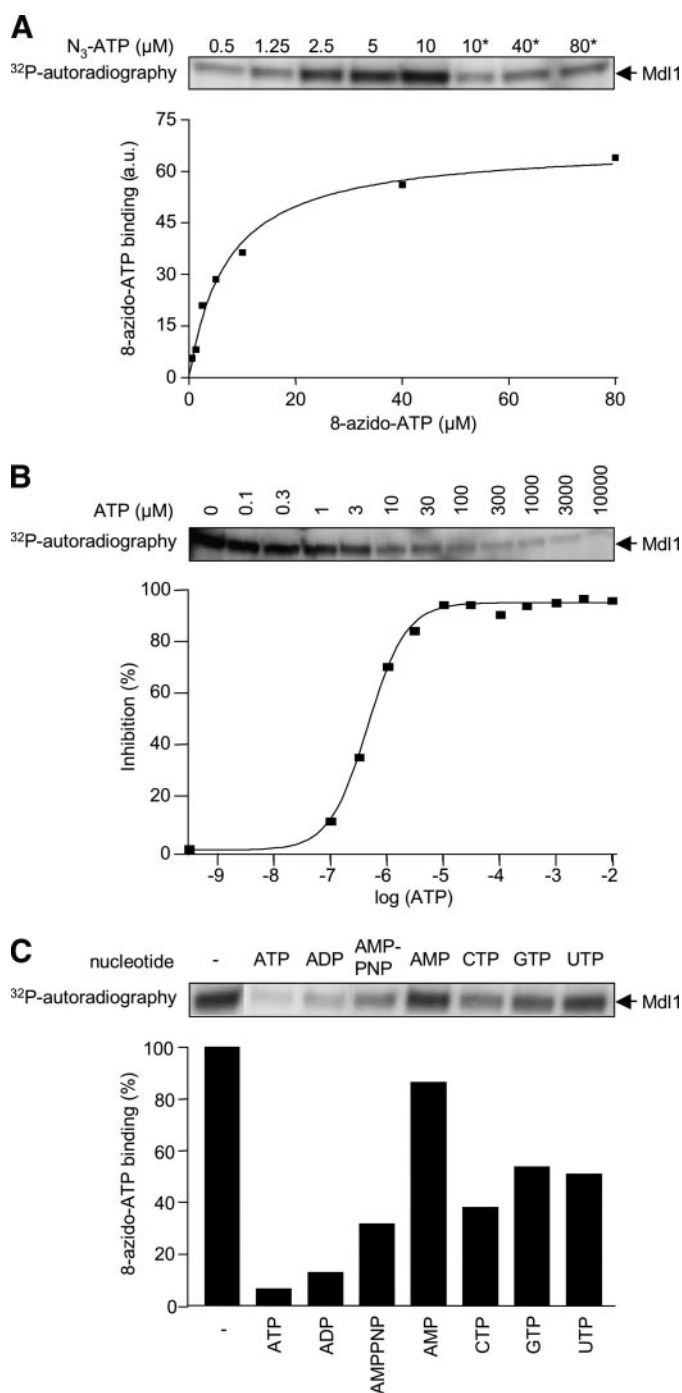 A
N₃-ATP (µM) 0.5 1.25 2.5 5 10 10* 40* 80*
³²P-autoradiography Mdl1
8-azido-ATP binding (a.u.)
75
60
45
30
15
0
0 20 40 60 80
8-azido-ATP (µM)
B
ATP (µM) 0 0.1 0.3 1 3 10 30 100 300 1000 3000 10000
³²P-autoradiography Mdl1
Inhibition (%)
100
80
60
40
20
0
-9 -8 -7 -6 -5 -4 -3 -2
log (ATP)
C
nucleotide - ATP ADP AMP-PNP AMP CTP GTP UTP
³²P-autoradiography Mdl1
8-azido-ATP binding (%)
100
80
60
40
20
0
- ATP ADP AMPPNP AMP CTP GTP UTP